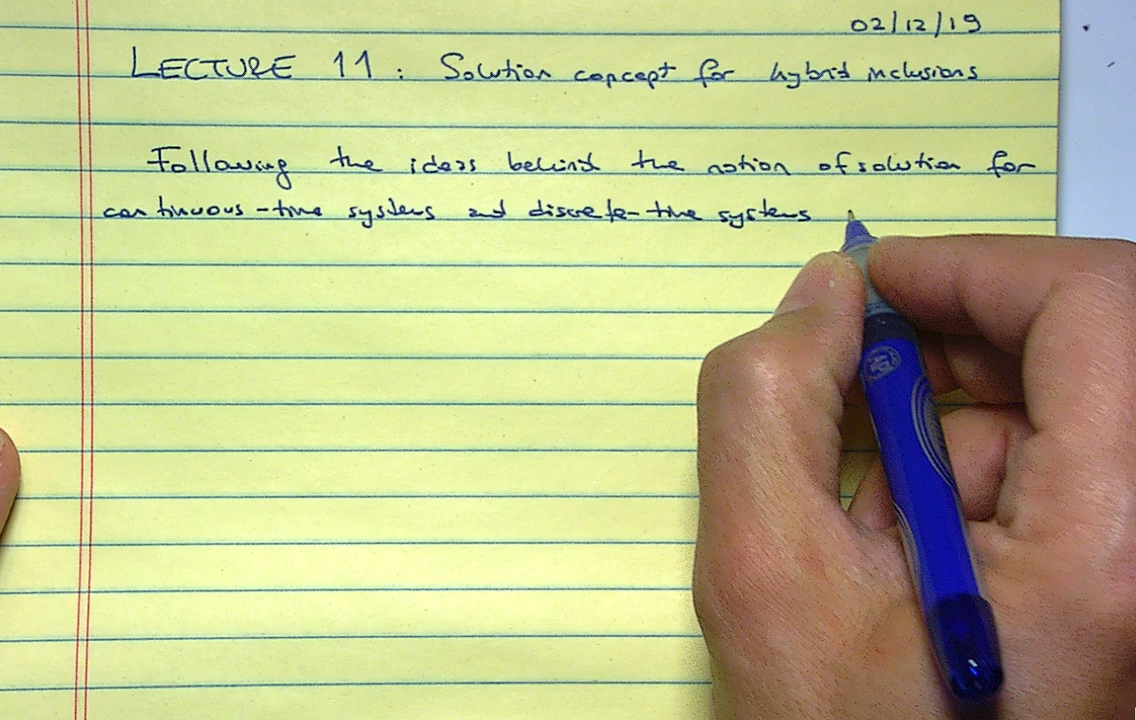 02/12/19
LECTURE 11 : Solution concept for hybrid inclusions
Following the ideas behind the notion of solution for
continuous-time systems and discrete-time systems